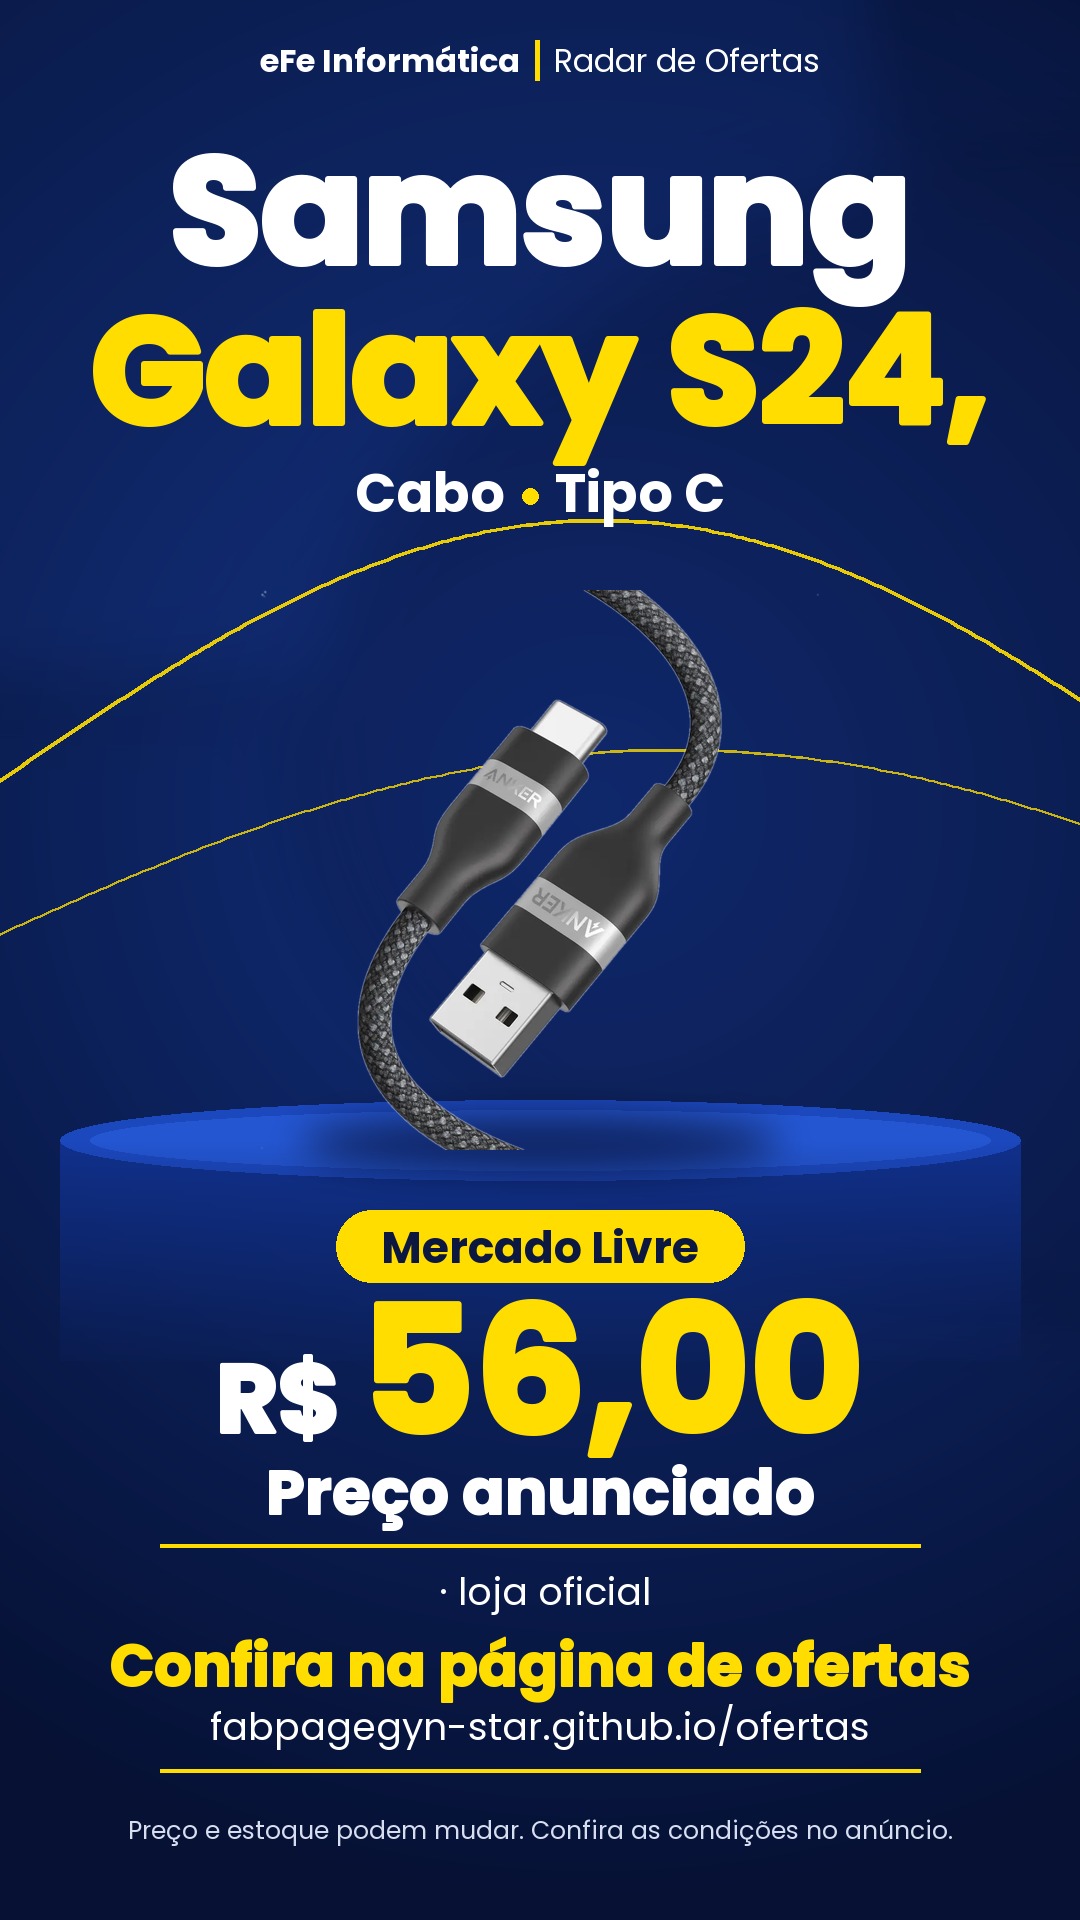 eFe Informática | Radar de Ofertas
Samsung
Galaxy S24,
Cabo • Tipo C
ANKER
ANKER
Mercado Livre
R$ 56,00
Preço anunciado
· loja oficial
Confira na página de ofertas
fabpagegyn-star.github.io/ofertas
Preço e estoque podem mudar. Confira as condições no anúncio.